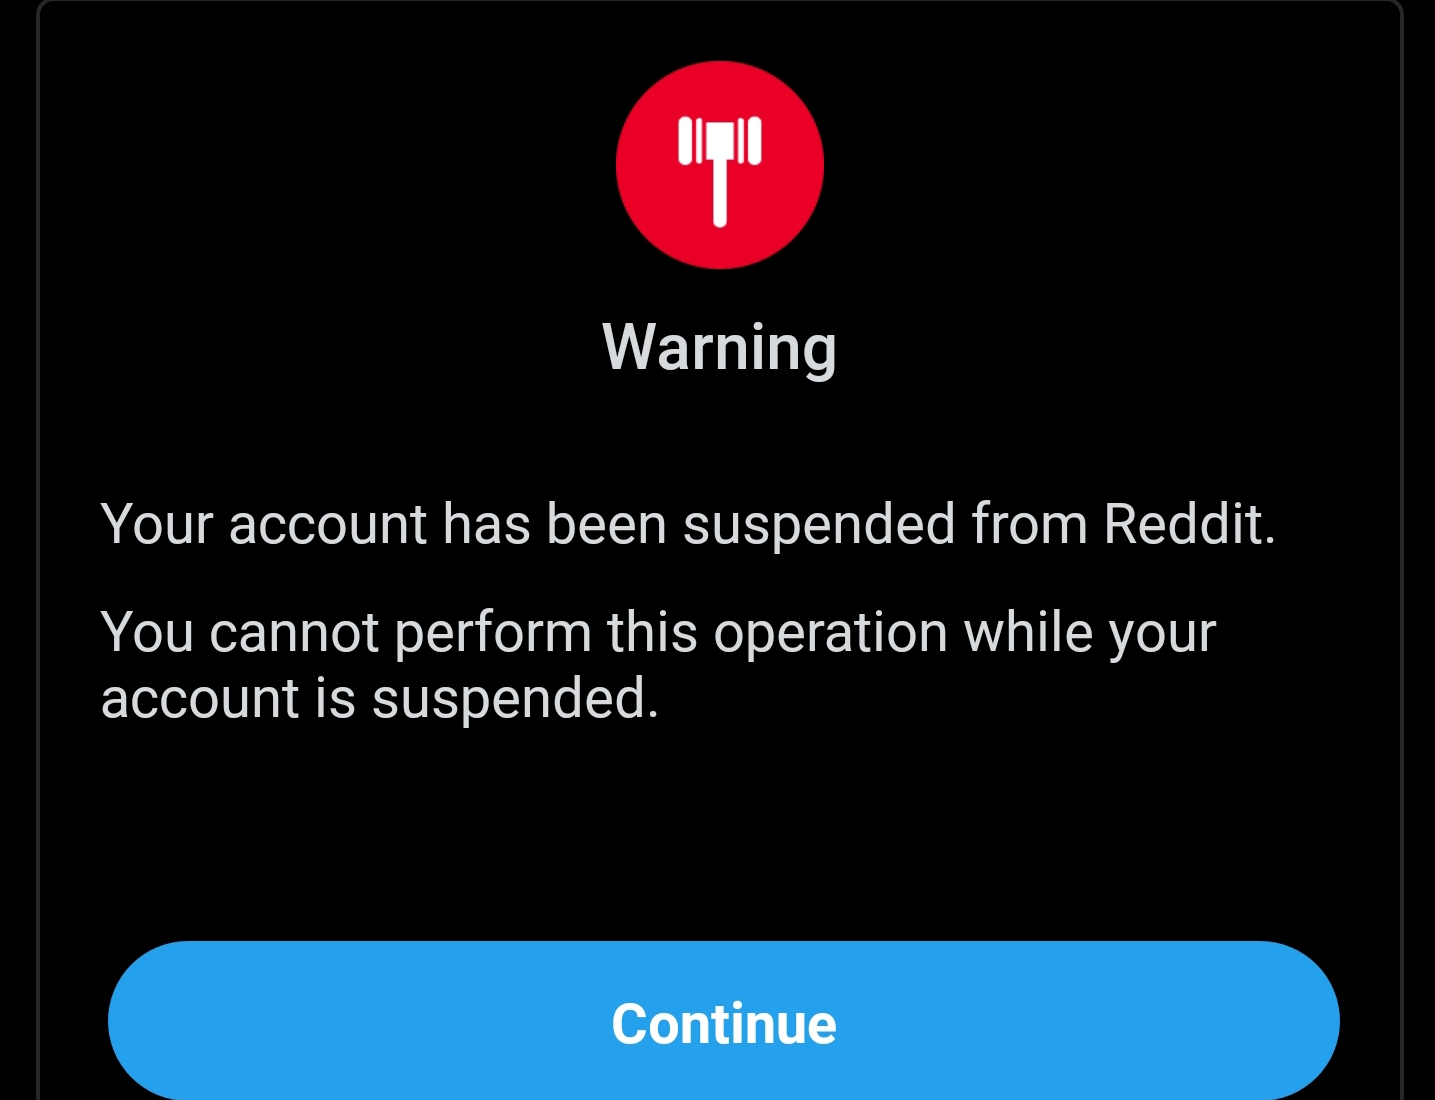 Warning
Your account has been suspended from Reddit.
You cannot perform this operation while your
account is suspended.
Continue